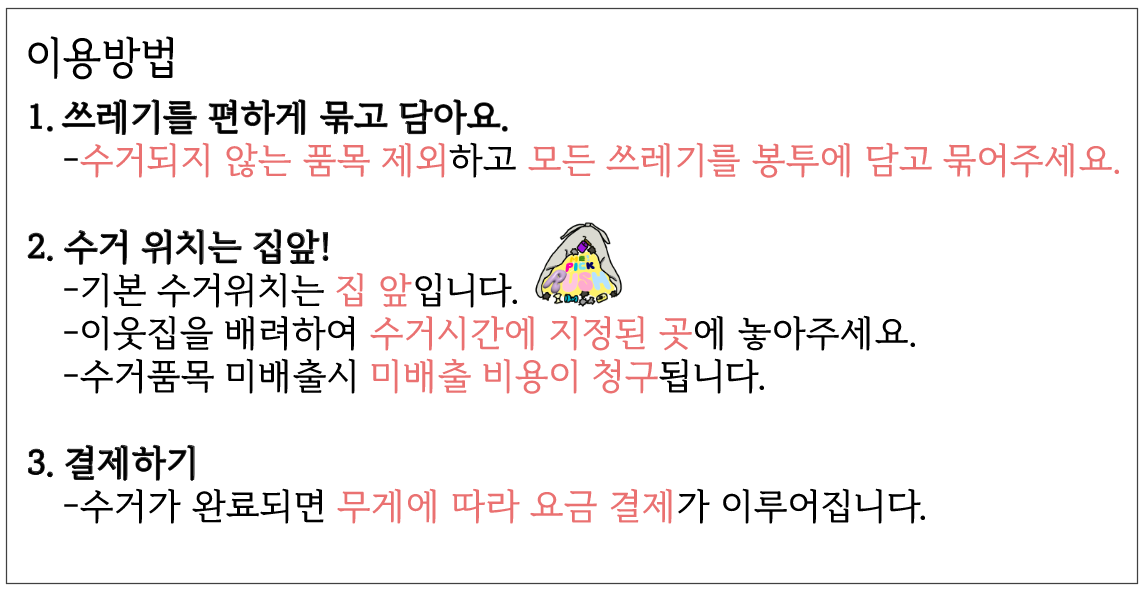 이용방법
1. 쓰레기를 편하게 묶고 담아요.
-수거되지 않는 품목 제외하고 모든 쓰레기를 봉투에 담고 묶어주세요.
2. 수거 위치는 집앞!
-기본 수거위치는 집 앞입니다.
PICK
RUSH
-이웃집을 배려하여 수거시간에 지정된 곳에 놓아주세요.
-수거품목 미배출시 미배출 비용이 청구됩니다.
3. 결제하기
-수거가 완료되면 무게에 따라 요금 결제가 이루어집니다.